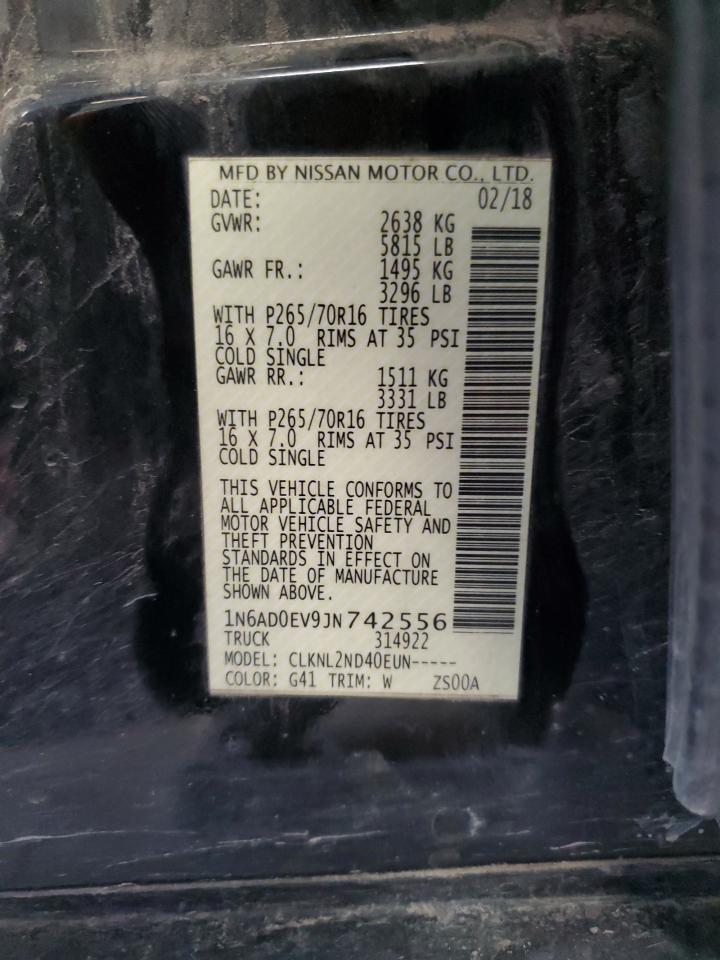 MFD BY NISSAN MOTOR CO., LTD.
DATE: 02/18
GVWR: 2638 KG
5815 LB
GAWR FR.: 1495 KG
3296 LB
WITH P265/70R16 TIRES
16 X 7.0 RIMS AT 35 PSI
COLD SINGLE
GAWR RR.: 1511 KG
3331 LB
WITH P265/70R16 TIRES
16 X 7.0 RIMS AT 35 PSI
COLD SINGLE
THIS VEHICLE CONFORMS TO
ALL APPLICABLE FEDERAL
MOTOR VEHICLE SAFETY AND
THEFT PREVENTION
STANDARDS IN EFFECT ON
THE DATE OF MANUFACTURE
SHOWN ABOVE.
1N6AD0EV9JN742556
TRUCK 314922
MODEL: CLKNL2ND40EUN-----
COLOR: G41 TRIM: W ZS00A